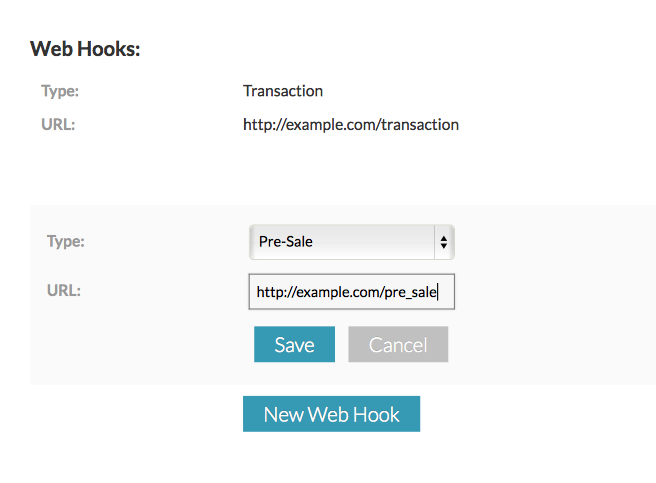 Web Hooks:
Type: Transaction
URL: http://example.com/transaction
Type: Pre-Sale
URL: http://example.com/pre_sale
Save Cancel
New Web Hook